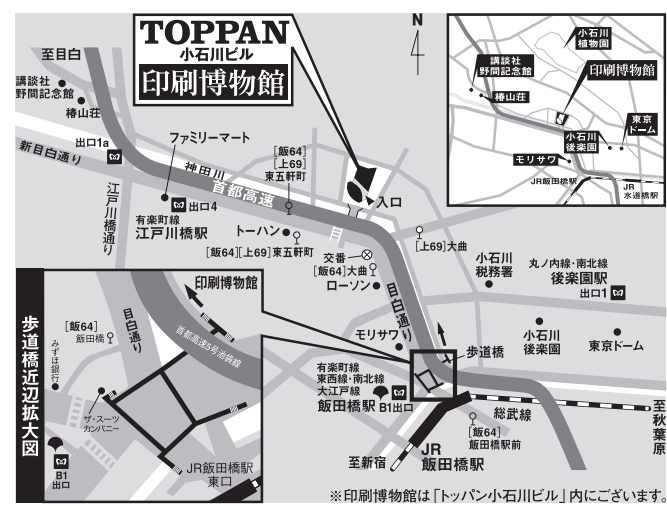 TOPPAN
小石川ビル
印刷博物館
N
小石川
植物園
講談社
野間記念館
印刷博物館
椿山荘
東京
ドーム
小石川
後楽園
モリサワ
JR飯田橋駅
JR
水道橋駅
至目白
講談社
野間記念館
椿山荘
ファミリーマート
出口1a
新目白通り
神田川
首都高速
[飯64]
[上69]
東五軒町
入口
江戸川橋通り
出口4
有楽町線
江戸川橋駅
トーハン
[飯64][上69]東五軒町
交番
[飯64]大曲
ローソン
[上69]大曲
目白通り
小石川
税務署
丸ノ内線・南北線
後楽園駅
出口1
モリサワ
歩道橋
小石川
後楽園
東京ドーム
有楽町線
東西線・南北線
大江戸線
飯田橋駅
B1出口
総武線
至秋葉原
[飯64]
飯田橋駅前
JR
飯田橋駅
至新宿
歩道橋近辺拡大図
印刷博物館
目白通り
[飯64]
飯田橋
首都高速5号池袋線
みずほ銀行
ザ・スーツ
カンパニー
B1
出口
JR飯田橋駅
東口
※印刷博物館は「トッパン小石川ビル」内にございます。